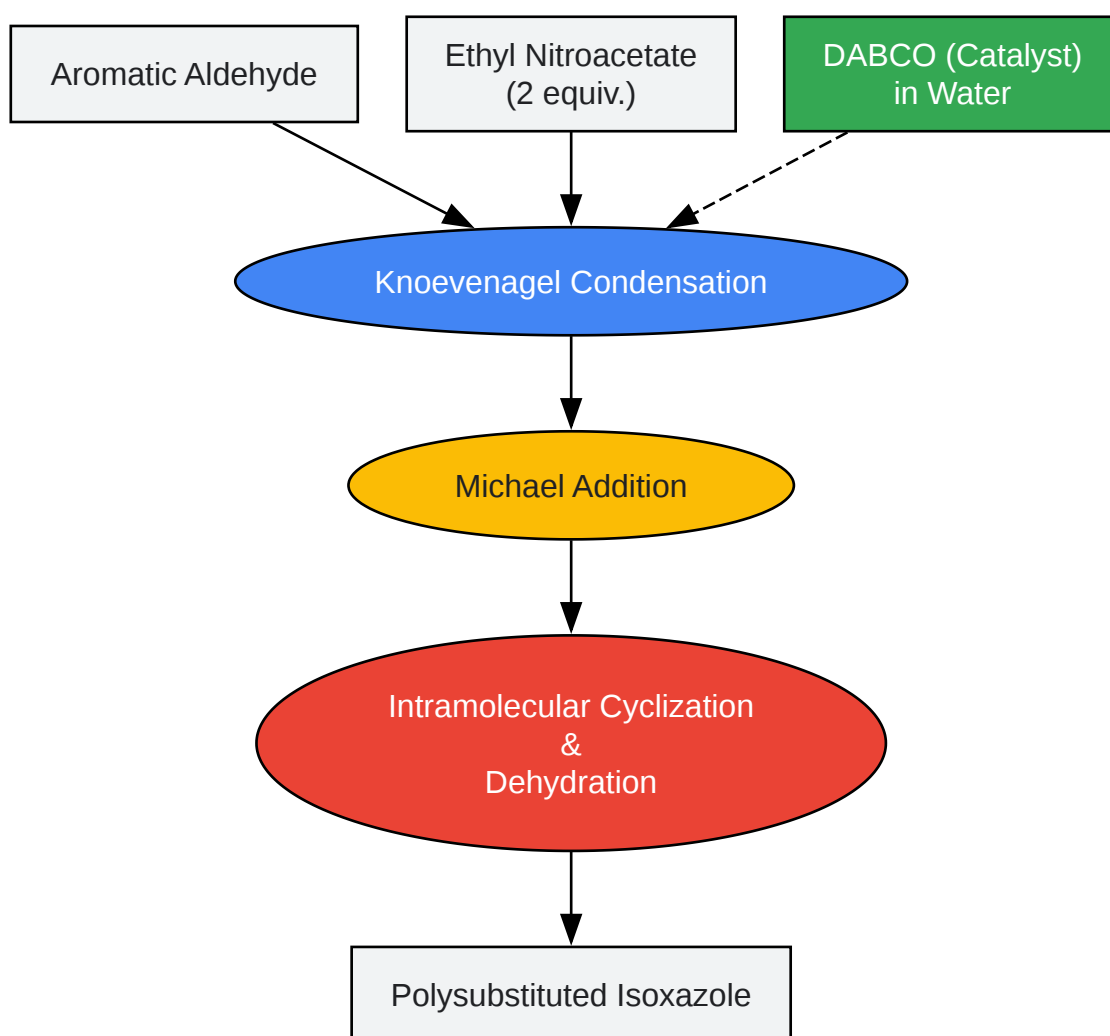 Aromatic Aldehyde
Ethyl Nitroacetate
(2 equiv.)
DABCO (Catalyst)
in Water
Knoevenagel Condensation
Michael Addition
Intramolecular Cyclization
&
Dehydration
Polysubstituted Isoxazole